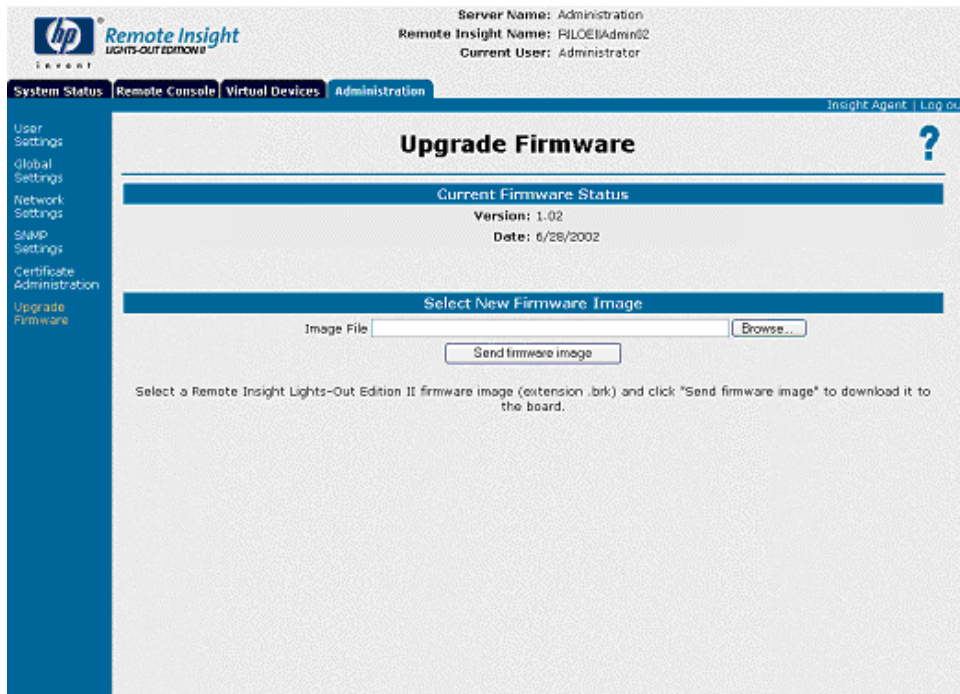 hp
invent
Remote Insight
LIGHTS-OUT EDITION II
Server Name: Administration
Remote Insight Name: RILOEIIAdmin02
Current User: Administrator
System Status Remote Console Virtual Devices Administration
Insight Agent | Log ou
User
Settings
Global
Settings
Network
Settings
SNMP
Settings
Certificate
Administration
Upgrade
Firmware
Upgrade Firmware
?
Current Firmware Status
Version: 1.02
Date: 6/28/2002
Select New Firmware Image
Image File Browse...
Send firmware image
Select a Remote Insight Lights-Out Edition II firmware image (extension .brk) and click "Send firmware image" to download it to
the board.